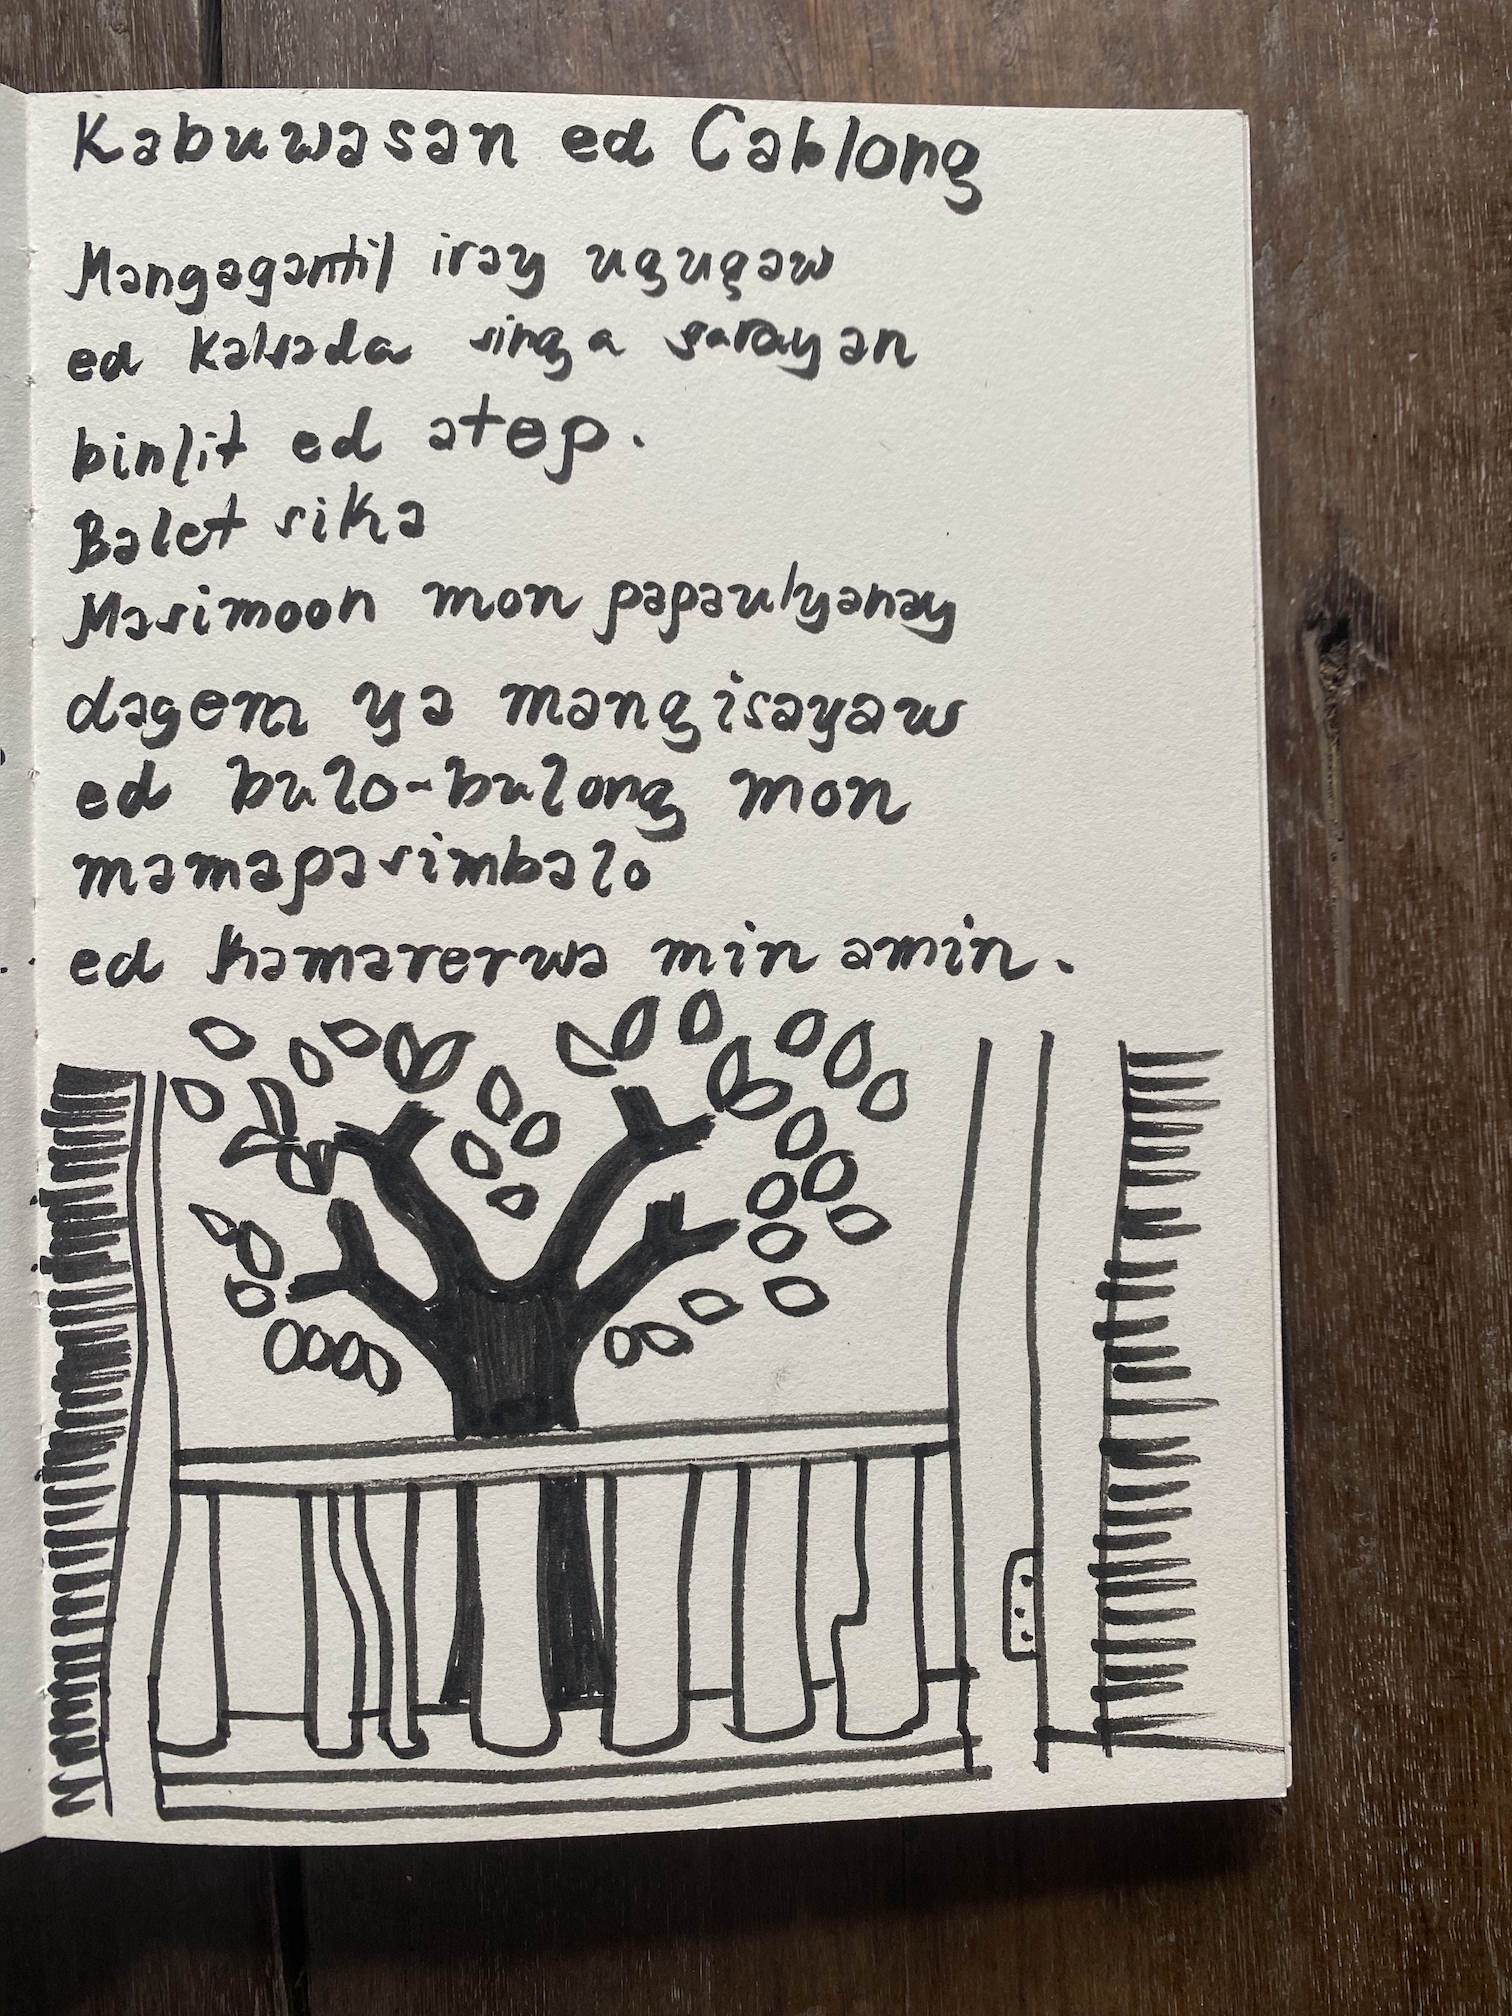 Kabuwasan ed Cablong
Mangagantil iray ugugaw
ed kalsada singa sarayan
binlit ed atep.
Balet sika
Masimoon mon papaulyanay
dagem ya mangisayaw
ed bulo-bulong mon
mamapasimbalo
ed kamarerwa min amin.